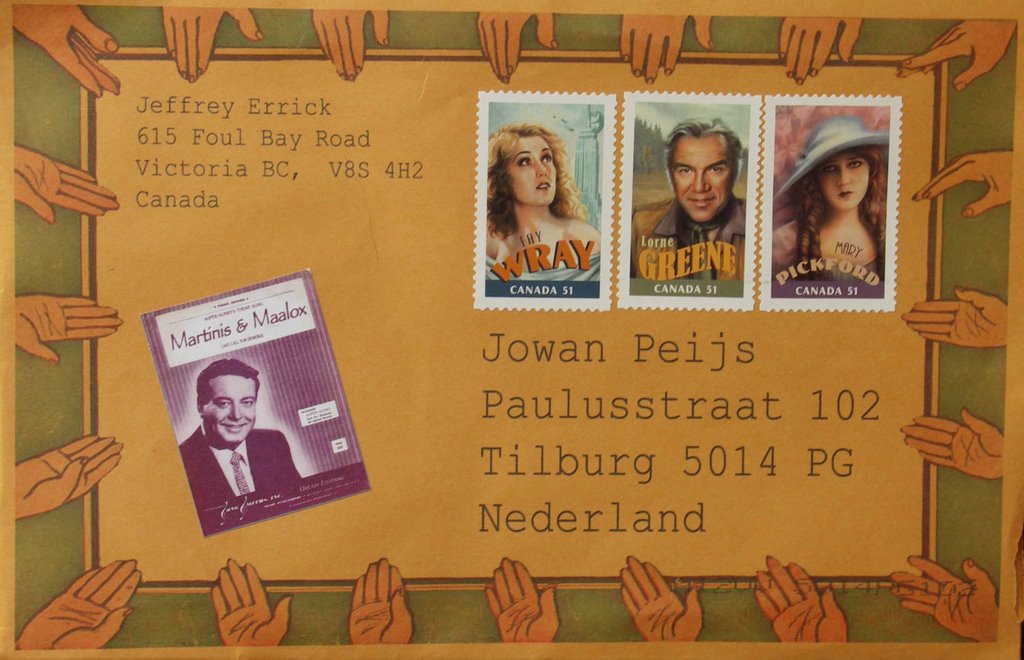 Jeffrey Errick
615 Foul Bay Road
Victoria BC, V8S 4H2
Canada
FAY
WRAY
CANADA 51
Lorne
GREENE
CANADA 51
MARY
PICKFORD
CANADA 51
Martinis & Maalox
Jowan Peijs
Paulusstraat 102
Tilburg 5014 PG
Nederland